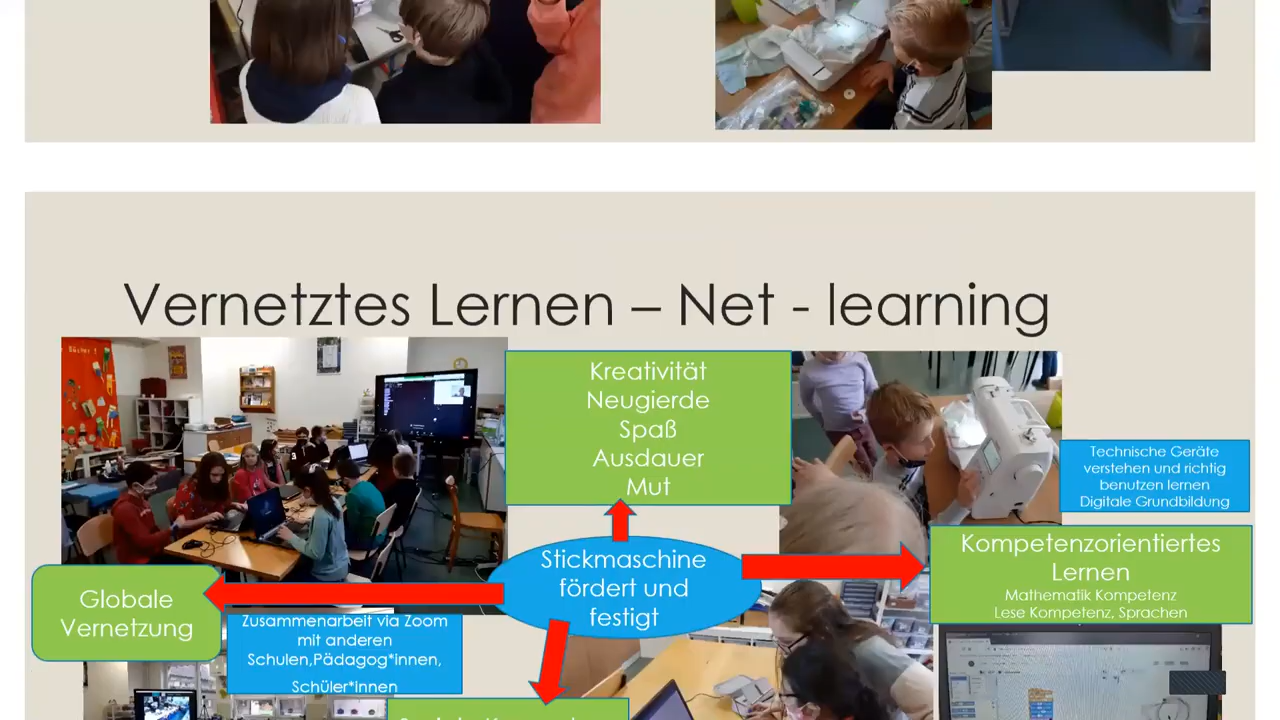 Vernetztes Lernen – Net - learning
Kreativität
Neugierde
Spaß
Ausdauer
Mut
Technische Geräte
verstehen und richtig
benutzen lernen
Digitale Grundbildung
Stickmaschine
fördert und
festigt
Kompetenzorientiertes
Lernen
Mathematik Kompetenz
Lese Kompetenz, Sprachen
Globale
Vernetzung
Zusammenarbeit via Zoom
mit anderen
Schulen,Pädagog*innen,
Schüler*innen